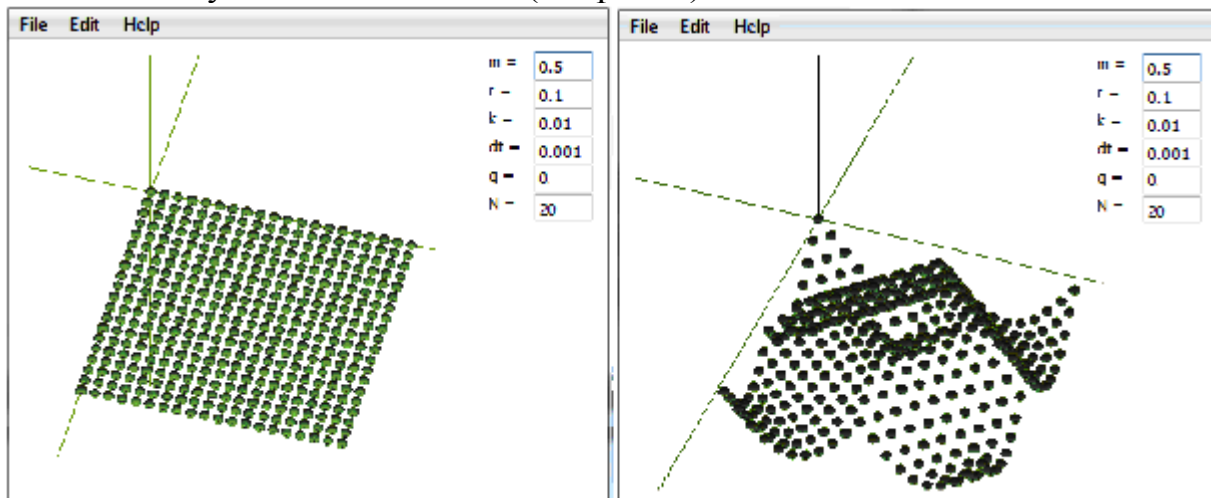 File Edit Help
m = 0.5
r = 0.1
k = 0.01
dt = 0.001
q = 0
N = 20
File Edit Help
m = 0.5
r = 0.1
k = 0.01
dt = 0.001
q = 0
N = 20